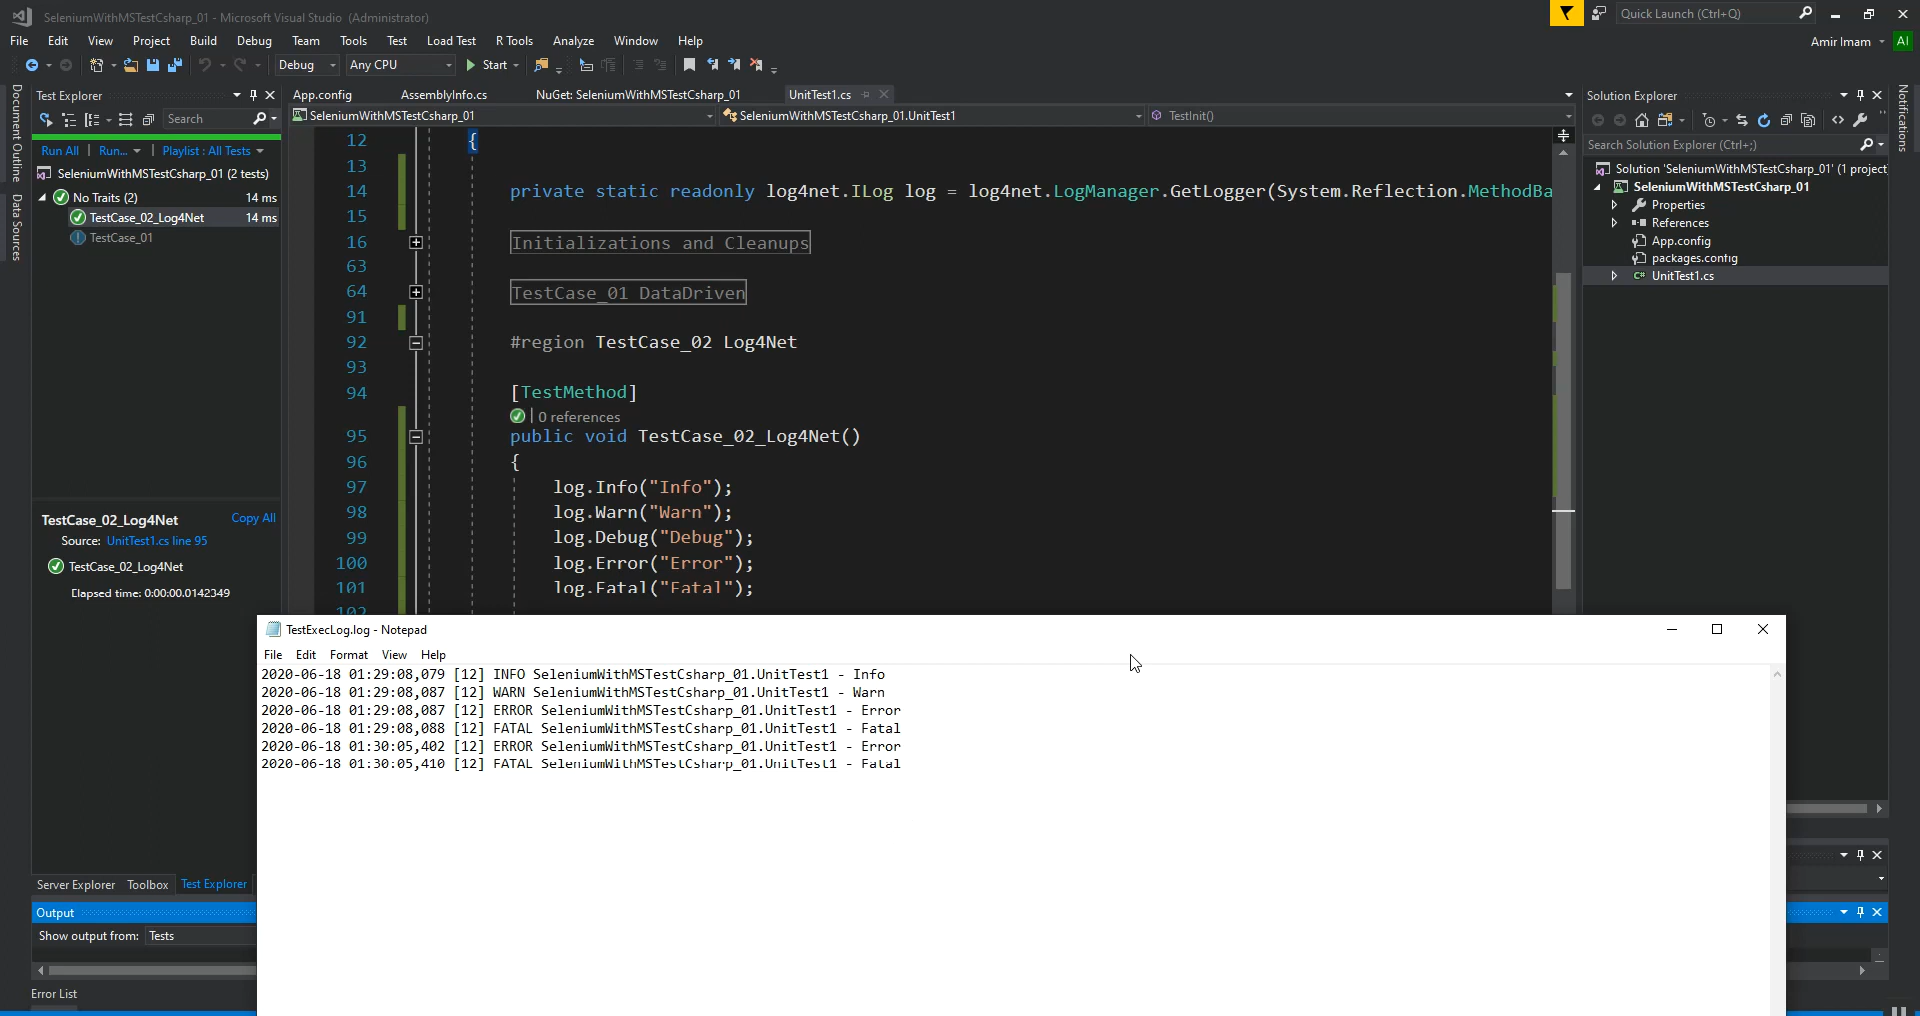 SeleniumWithMSTestCsharp_01 - Microsoft Visual Studio (Administrator)
Quick Launch (Ctrl+Q)
File Edit View Project Build Debug Team Tools Test Load Test R Tools Analyze Window Help
Amir Imam AI
Debug Any CPU Start
Document Outline
Data Sources
Test Explorer
Search
Run All | Run... | Playlist : All Tests
SeleniumWithMSTestCsharp_01 (2 tests)
No Traits (2) 14 ms
TestCase_02_Log4Net 14 ms
TestCase_01
TestCase_02_Log4Net Copy All
Source: UnitTest1.cs line 95
TestCase_02_Log4Net
Elapsed time: 0:00:00.0142349
Server Explorer Toolbox Test Explorer
Output
Show output from: Tests
Error List
App.config AssemblyInfo.cs NuGet: SeleniumWithMSTestCsharp_01 UnitTest1.cs
SeleniumWithMSTestCsharp_01 SeleniumWithMSTestCsharp_01.UnitTest1 TestInit()
12 {
13
14 private static readonly log4net.ILog log = log4net.LogManager.GetLogger(System.Reflection.MethodBa
15
16 Initializations and Cleanups
63
64 TestCase_01 DataDriven
91
92 #region TestCase_02 Log4Net
93
94 [TestMethod]
| 0 references
95 public void TestCase_02_Log4Net()
96 {
97 log.Info("Info");
98 log.Warn("Warn");
99 log.Debug("Debug");
100 log.Error("Error");
101 log.Fatal("Fatal");
102
Solution Explorer
Search Solution Explorer (Ctrl+;)
Solution 'SeleniumWithMSTestCsharp_01' (1 project
SeleniumWithMSTestCsharp_01
Properties
References
App.config
packages.config
UnitTest1.cs
Notifications
TestExecLog.log - Notepad
File Edit Format View Help
2020-06-18 01:29:08,079 [12] INFO SeleniumWithMSTestCsharp_01.UnitTest1 - Info
2020-06-18 01:29:08,087 [12] WARN SeleniumWithMSTestCsharp_01.UnitTest1 - Warn
2020-06-18 01:29:08,087 [12] ERROR SeleniumWithMSTestCsharp_01.UnitTest1 - Error
2020-06-18 01:29:08,088 [12] FATAL SeleniumWithMSTestCsharp_01.UnitTest1 - Fatal
2020-06-18 01:30:05,402 [12] ERROR SeleniumWithMSTestCsharp_01.UnitTest1 - Error
2020-06-18 01:30:05,410 [12] FATAL SeleniumWithMSTestCsharp_01.UnitTest1 - Fatal